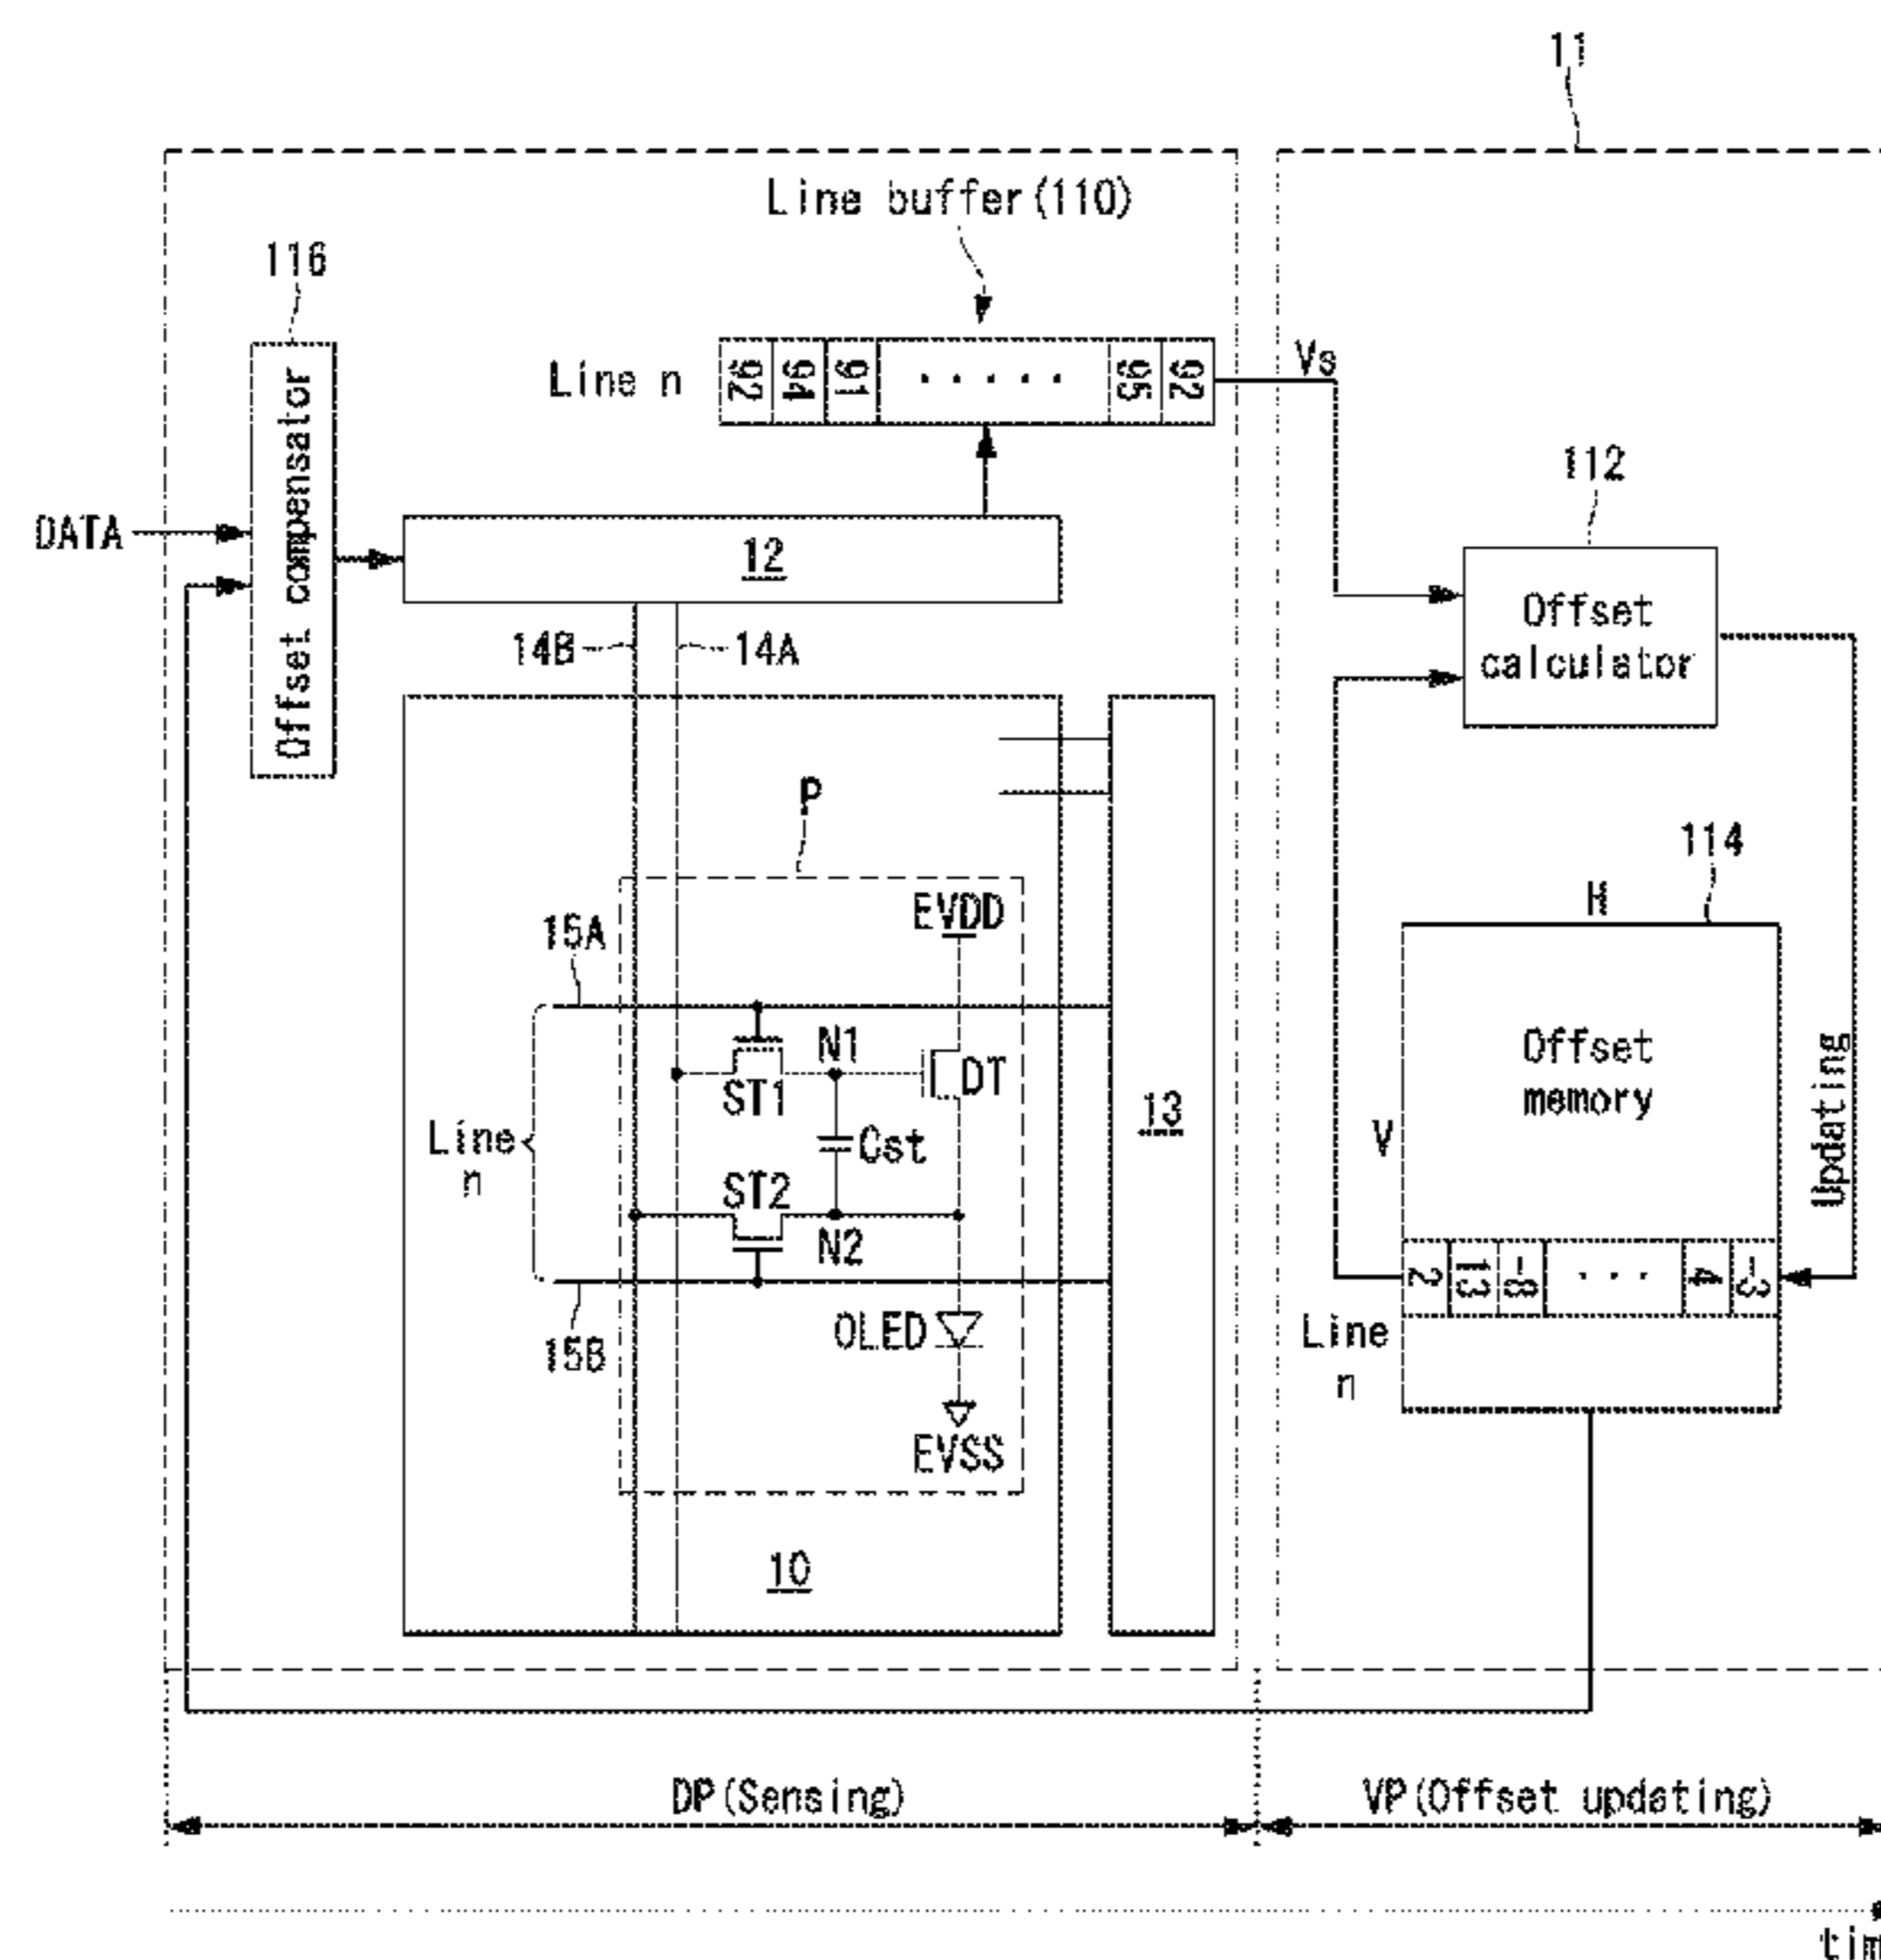 11
Line buffer(110)
116
Line n
92 94 91 ····· 95 92
Vs
112
Offset compensator
DATA
12
Offset
calculator
14B
14A
P
114
H
EVDD
15A
N1
DT
ST1
Offset
memory
V
Updating
13
Line
n
Cst
ST2
N2
2 13 -8 ··· 4 -3
OLED
Line
n
15B
EVSS
10
DP(Sensing)
VP(Offset updating)
tim